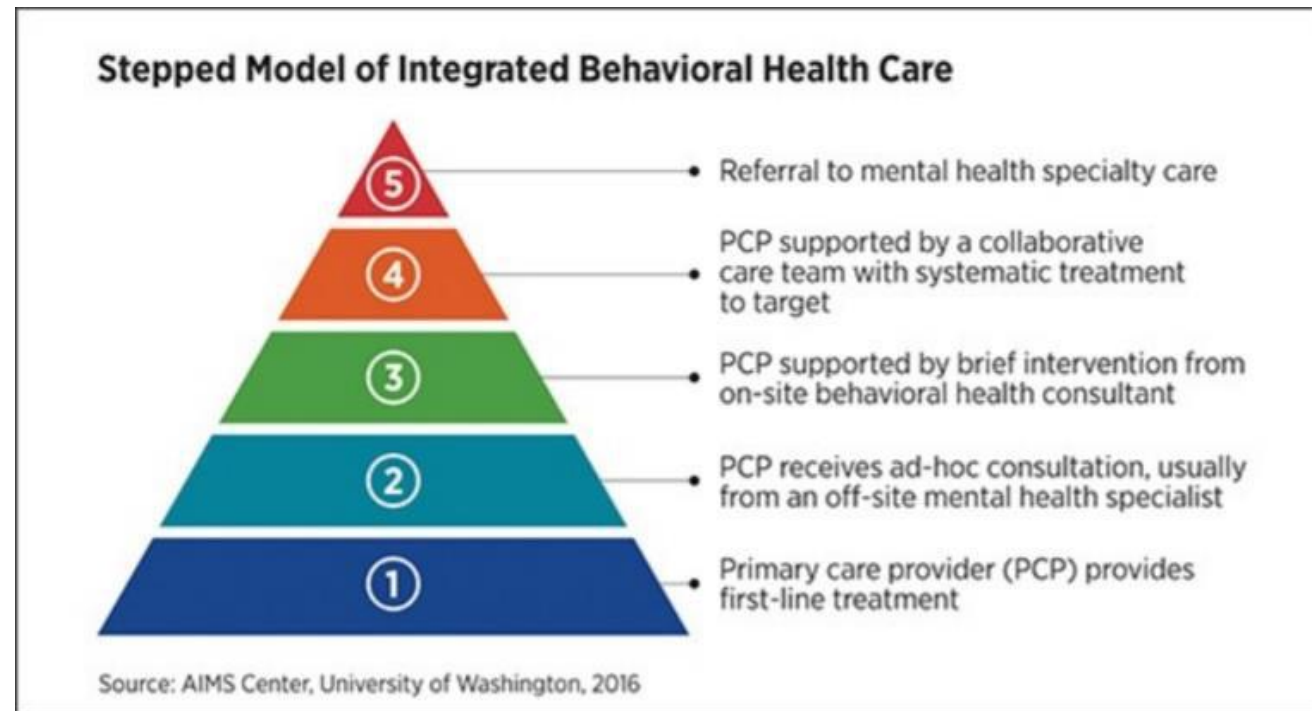 Stepped Model of Integrated Behavioral Health Care
5
Referral to mental health specialty care
4
PCP supported by a collaborative
care team with systematic treatment
to target
3
PCP supported by brief intervention from
on-site behavioral health consultant
2
PCP receives ad-hoc consultation, usually
from an off-site mental health specialist
1
Primary care provider (PCP) provides
first-line treatment
Source: AIMS Center, University of Washington, 2016